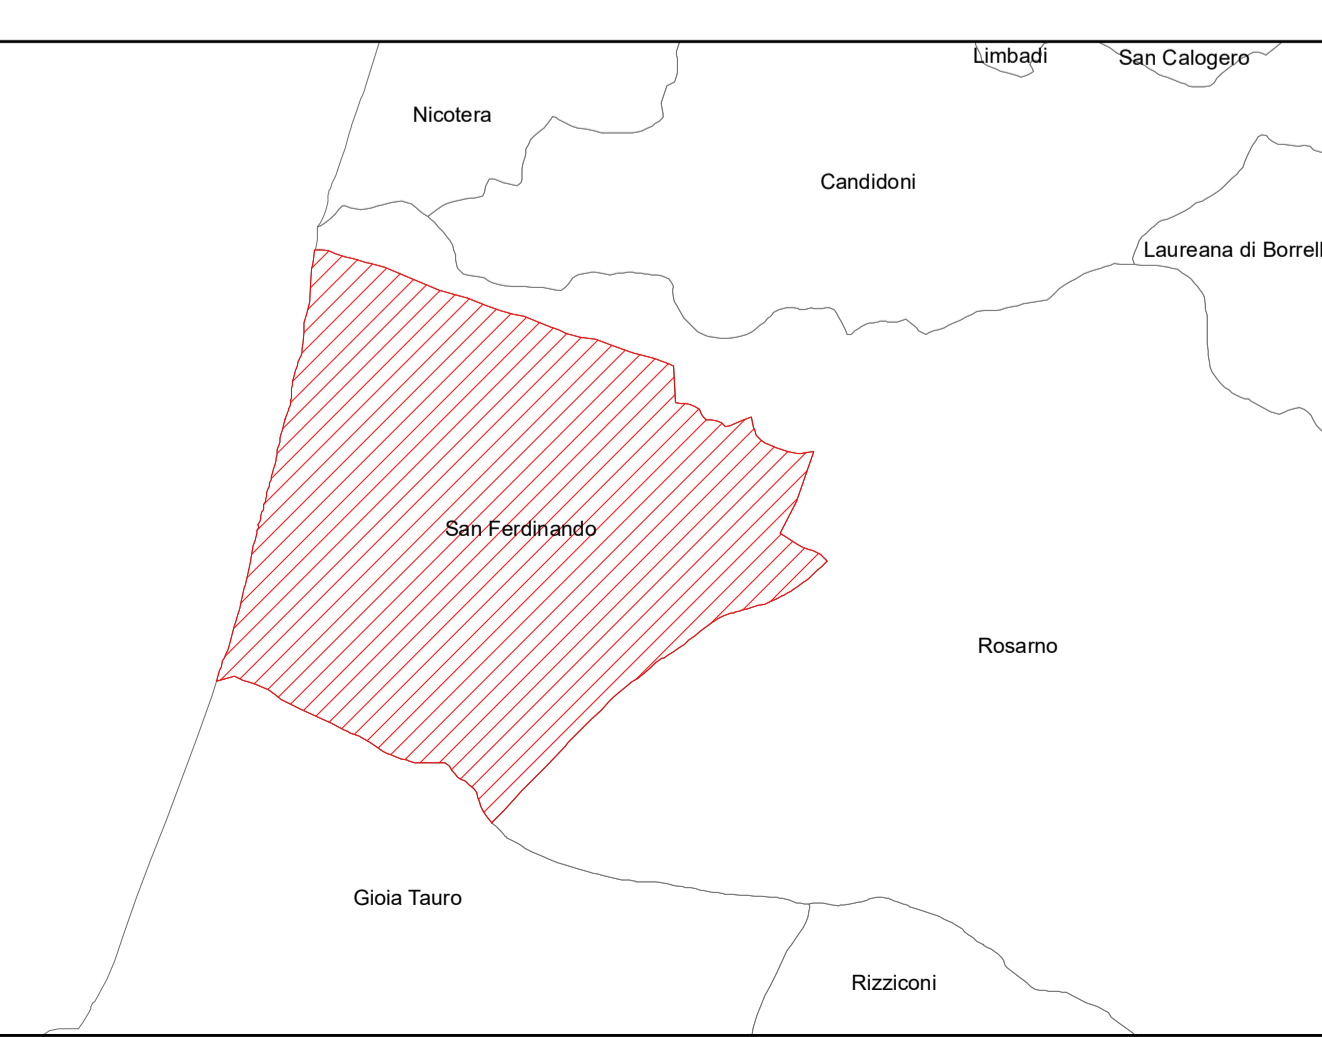 Limbadi
San Calogero
Nicotera
Candidoni
Laureana di Borrell
San Ferdinando
Rosarno
Gioia Tauro
Rizziconi